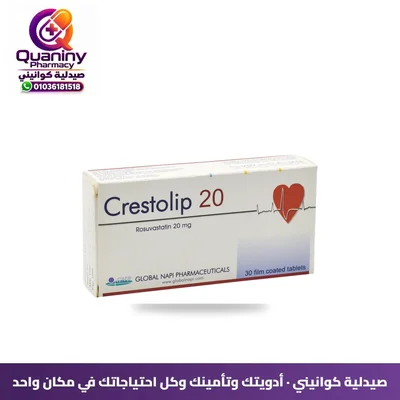 Quaniny
Pharmacy
صيدلية كوانيني
01036181518
Crestolip 20
Rosuvastatin 20 mg
GLOBAL NAPI PHARMACEUTICALS
30 film coated tablets
صيدلية كوانيني - أدويتك وتأمينك وكل احتياجاتك في مكان واحد